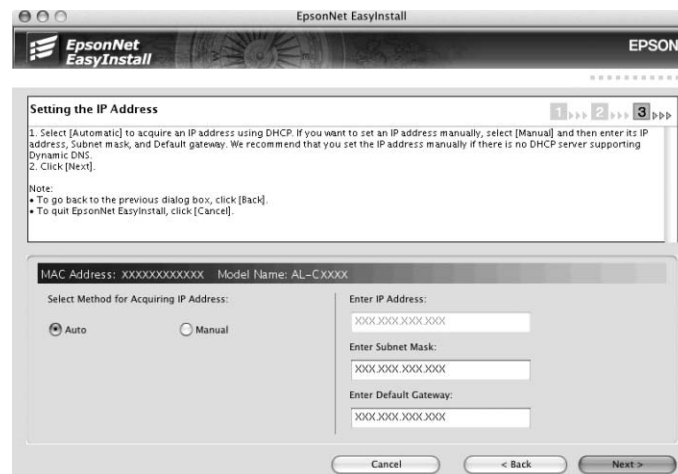 EpsonNet EasyInstall
EpsonNet
EasyInstall
EPSON
Setting the IP Address
1 2 3
1. Select [Automatic] to acquire an IP address using DHCP. If you want to set an IP address manually, select [Manual] and then enter its IP
address, Subnet mask, and Default gateway. We recommend that you set the IP address manually if there is no DHCP server supporting
Dynamic DNS.
2. Click [Next].
Note:
• To go back to the previous dialog box, click [Back].
• To quit EpsonNet EasyInstall, click [Cancel].
MAC Address: XXXXXXXXXXXX Model Name: AL-CXXXX
Select Method for Acquiring IP Address:
Auto
Manual
Enter IP Address:
XXX.XXX.XXX.XXX
Enter Subnet Mask:
XXX.XXX.XXX.XXX
Enter Default Gateway:
XXX.XXX.XXX.XXX
Cancel
< Back
Next >